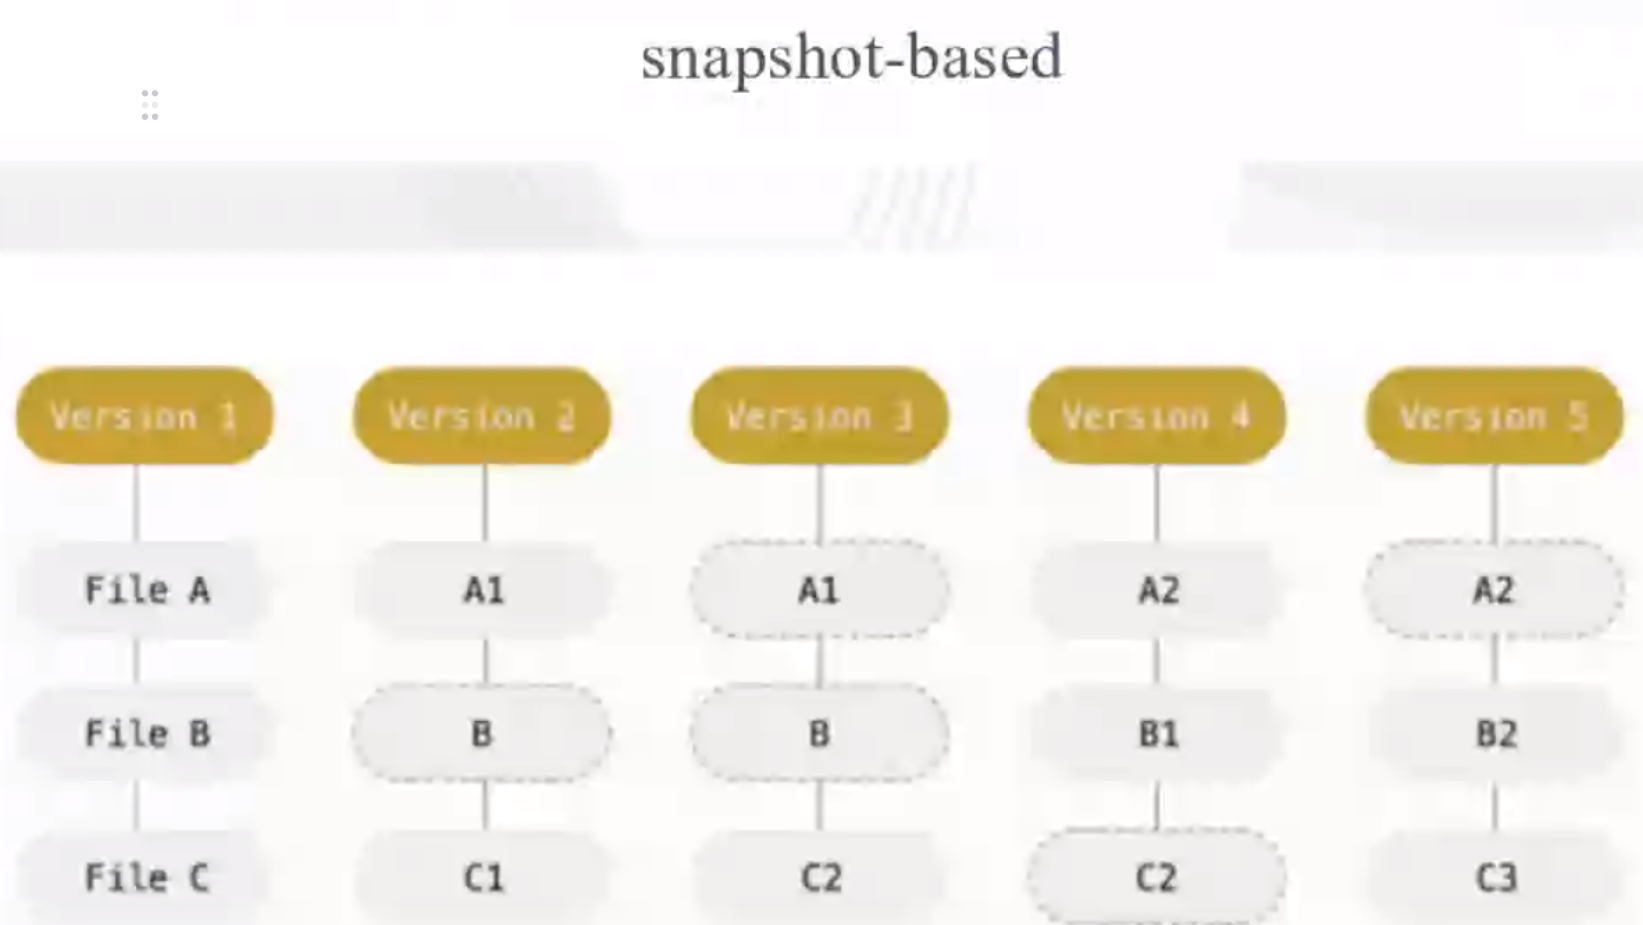 snapshot-based
Version 1 Version 2 Version 3 Version 4 Version 5
File A A1 A1 A2 A2
File B B B B1 B2
File C C1 C2 C2 C3